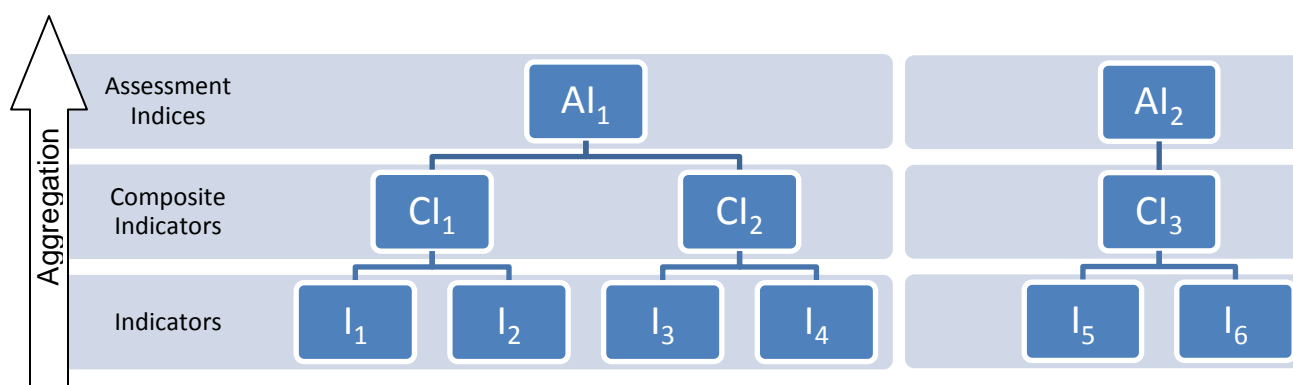 Aggregation
Assessment
Indices
AI₁
AI₂
Composite
Indicators
CI₁
CI₂
CI₃
Indicators
I₁
I₂
I₃
I₄
I₅
I₆